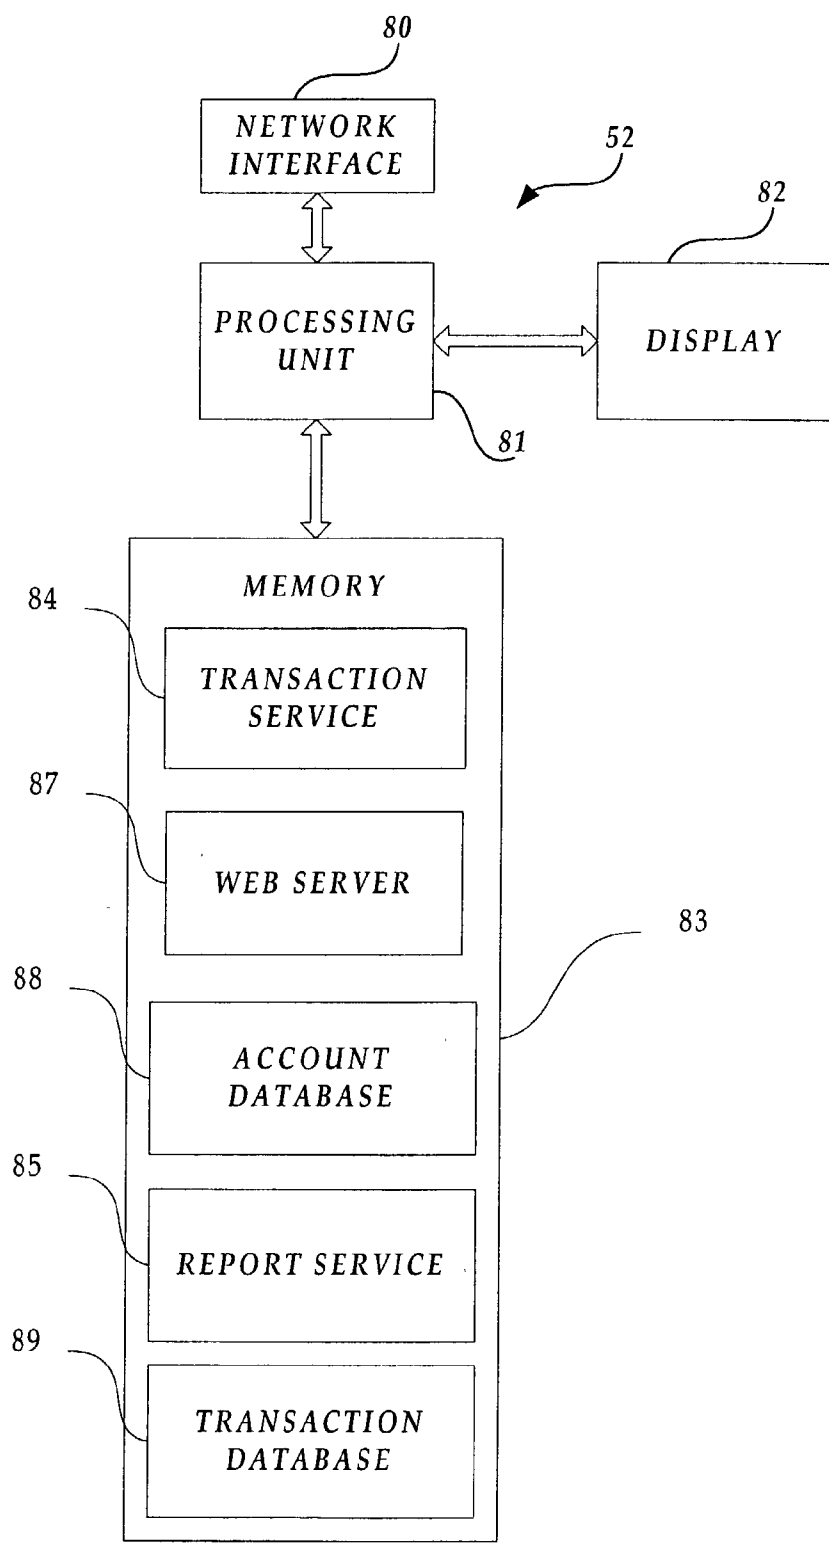 80
NETWORK
INTERFACE
52
82
PROCESSING
UNIT
DISPLAY
81
MEMORY
84
TRANSACTION
SERVICE
87
WEB SERVER
83
88
ACCOUNT
DATABASE
85
REPORT SERVICE
89
TRANSACTION
DATABASE